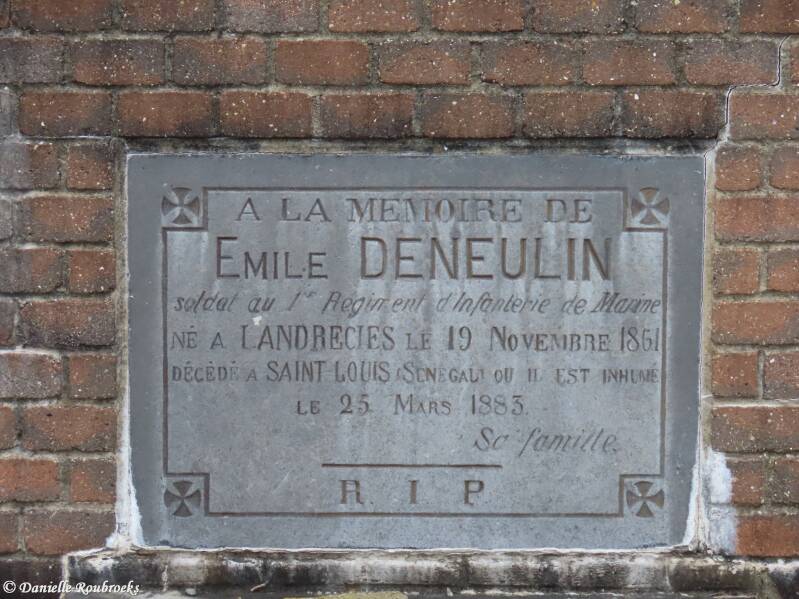 A LA MEMOIRE DE
EMILE DENEULIN
soldat au 1er Régiment d'Infanterie de Marine
NÉ A LANDRECIES LE 19 NOVEMBRE 1861
DÉCÉDÉ A SAINT-LOUIS (SENEGAL) OU IL EST INHUMÉ
LE 25 MARS 1883.
Sa famille.
R I P
© Danielle Roubroeks